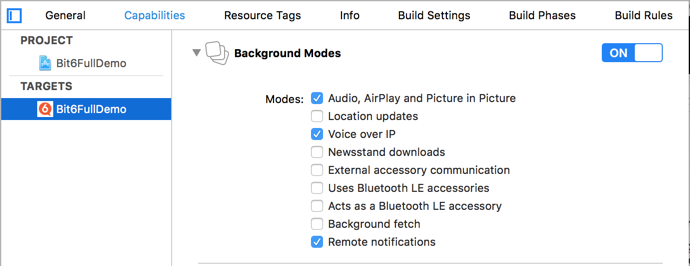 General Capabilities Resource Tags Info Build Settings Build Phases Build Rules
PROJECT
Bit6FullDemo
TARGETS
6 Bit6FullDemo
Background Modes ON
Modes: Audio, AirPlay and Picture in Picture
Location updates
Voice over IP
Newsstand downloads
External accessory communication
Uses Bluetooth LE accessories
Acts as a Bluetooth LE accessory
Background fetch
Remote notifications